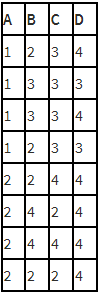 A B C D
1 2 3 4
1 3 3 3
1 3 3 4
1 2 3 3
2 2 4 4
2 4 2 4
2 4 4 4
2 2 2 4